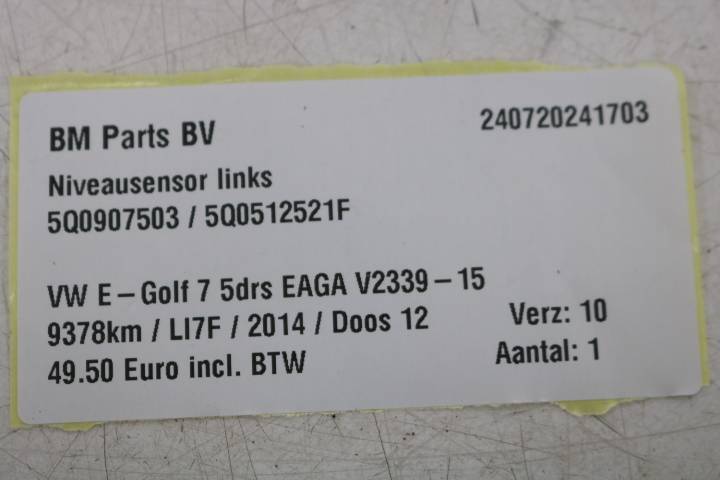 BM Parts BV 240720241703
Niveausensor links
5Q0907503 / 5Q0512521F
VW E-Golf 7 5drs EAGA V2339-15
9378km / LI7F / 2014 / Doos 12 Verz: 10
49.50 Euro incl. BTW Aantal: 1